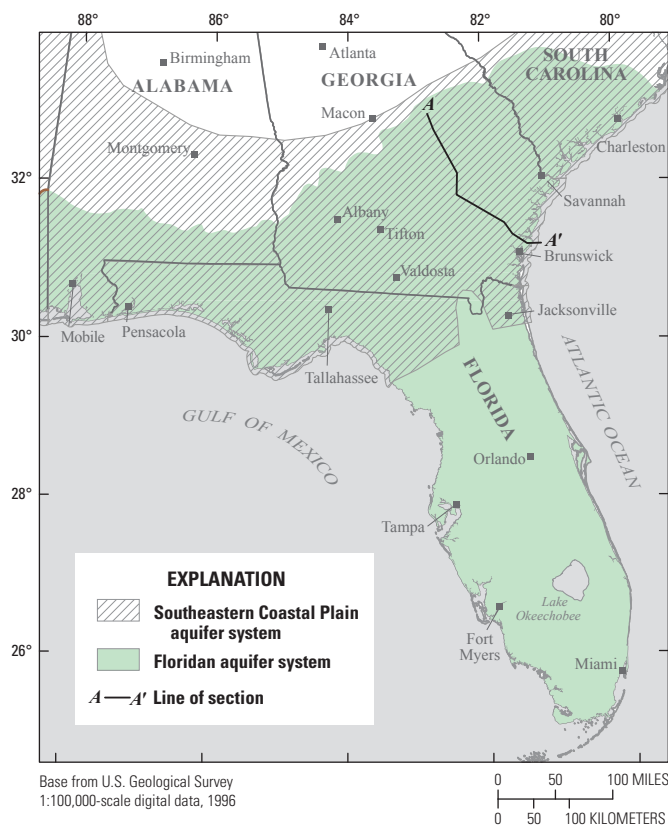 88° 86° 84° 82° 80°
Birmingham
Atlanta
SOUTH
CAROLINA
ALABAMA
GEORGIA
Macon
A
Charleston
Montgomery
32°
Savannah
Albany
Tifton
A'
Brunswick
Valdosta
Jacksonville
30°
Mobile
Pensacola
Tallahassee
ATLANTIC OCEAN
FLORIDA
GULF OF MEXICO
Orlando
28°
Tampa
EXPLANATION
Southeastern Coastal Plain
aquifer system
Floridan aquifer system
A A' Line of section
Lake
Okeechobee
26°
Fort
Myers
Miami
Base from U.S. Geological Survey
1:100,000-scale digital data, 1996
0 50 100 MILES
0 50 100 KILOMETERS